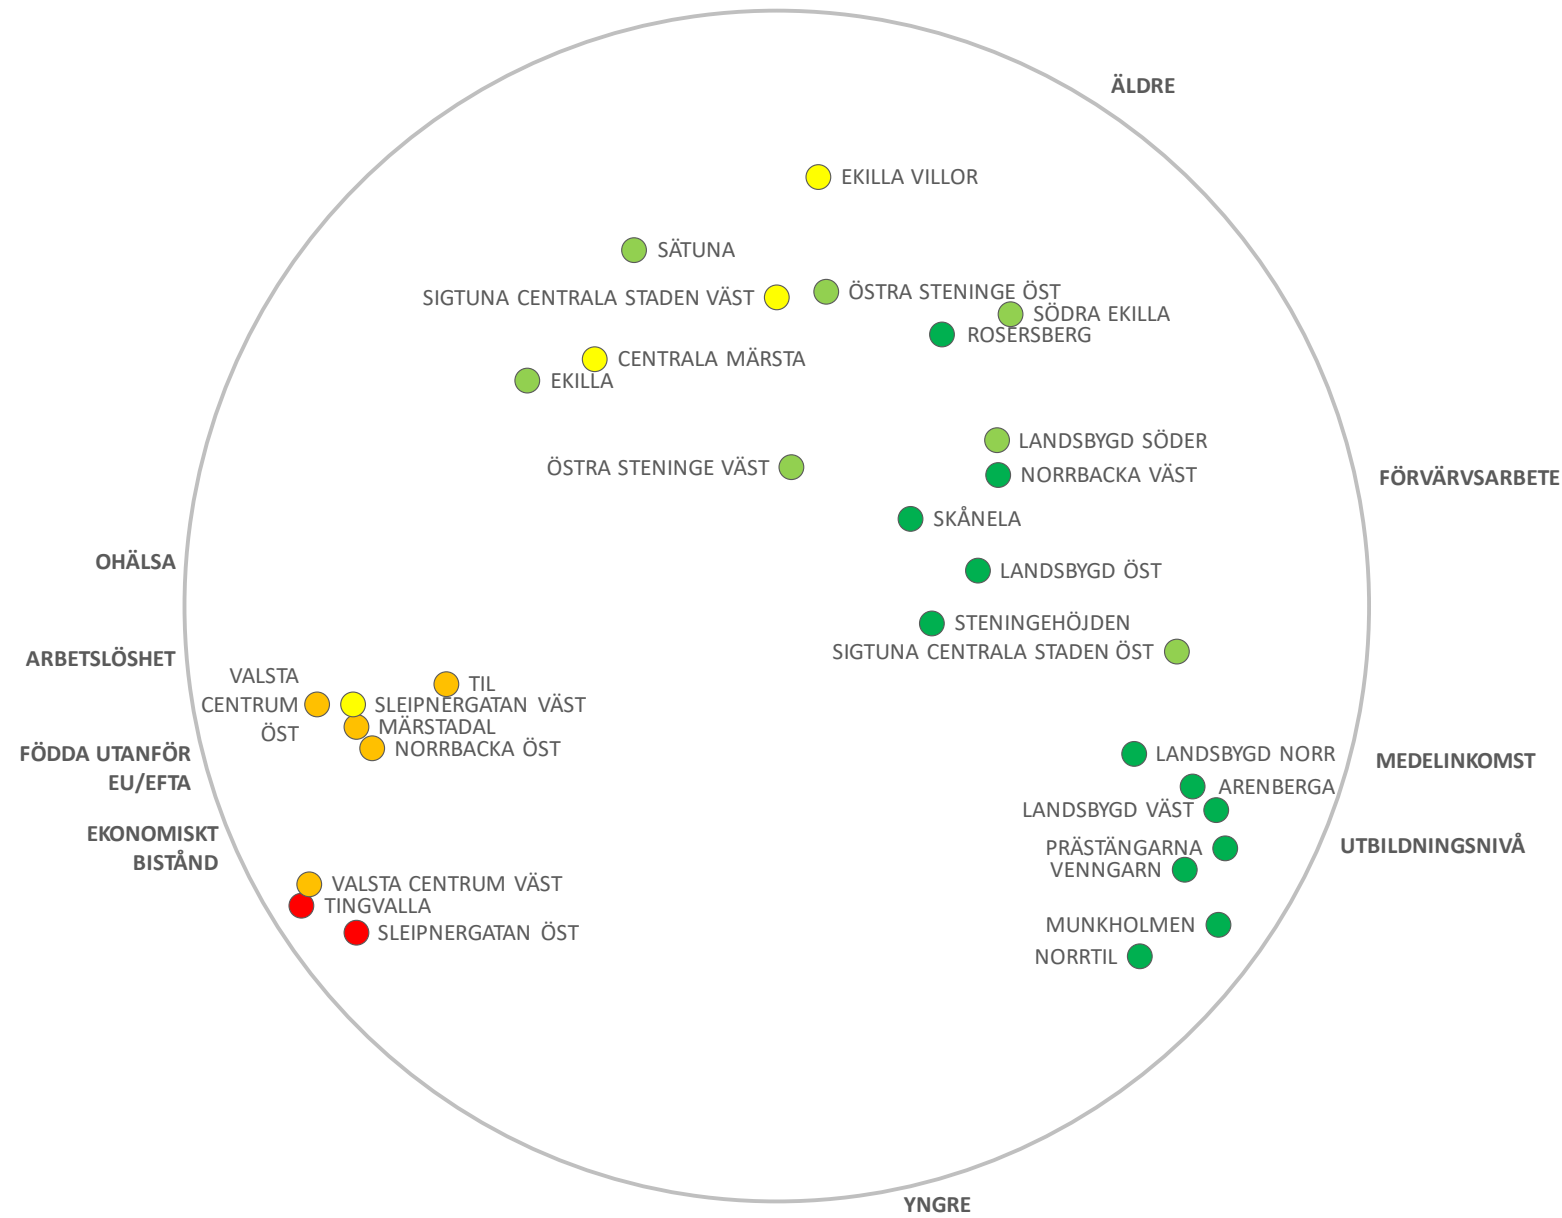 ÄLDRE
EKILLA VILLOR
SÄTUNA
SIGTUNA CENTRALA STADEN VÄST
ÖSTRA STENINGE ÖST
SÖDRA EKILLA
ROSERSBERG
CENTRALA MÄRSTA
EKILLA
LANDSBYGD SÖDER
ÖSTRA STENINGE VÄST
NORRBACKA VÄST
FÖRVÄRVSARBETE
SKÅNELA
OHÄLSA
LANDSBYGD ÖST
STENINGEHÖJDEN
SIGTUNA CENTRALA STADEN ÖST
ARBETSLÖSHET
VALSTA
CENTRUM
ÖST
TIL
SLEIPNERGATAN VÄST
MÄRSTADAL
NORRBACKA ÖST
FÖDDA UTANFÖR
EU/EFTA
LANDSBYGD NORR
MEDELINKOMST
ARENBERGA
LANDSBYGD VÄST
EKONOMISKT
BISTÅND
PRÄSTÄNGARNA
UTBILDNINGSNIVÅ
VENNGARN
VALSTA CENTRUM VÄST
TINGVALLA
SLEIPNERGATAN ÖST
MUNKHOLMEN
NORRTIL
YNGRE